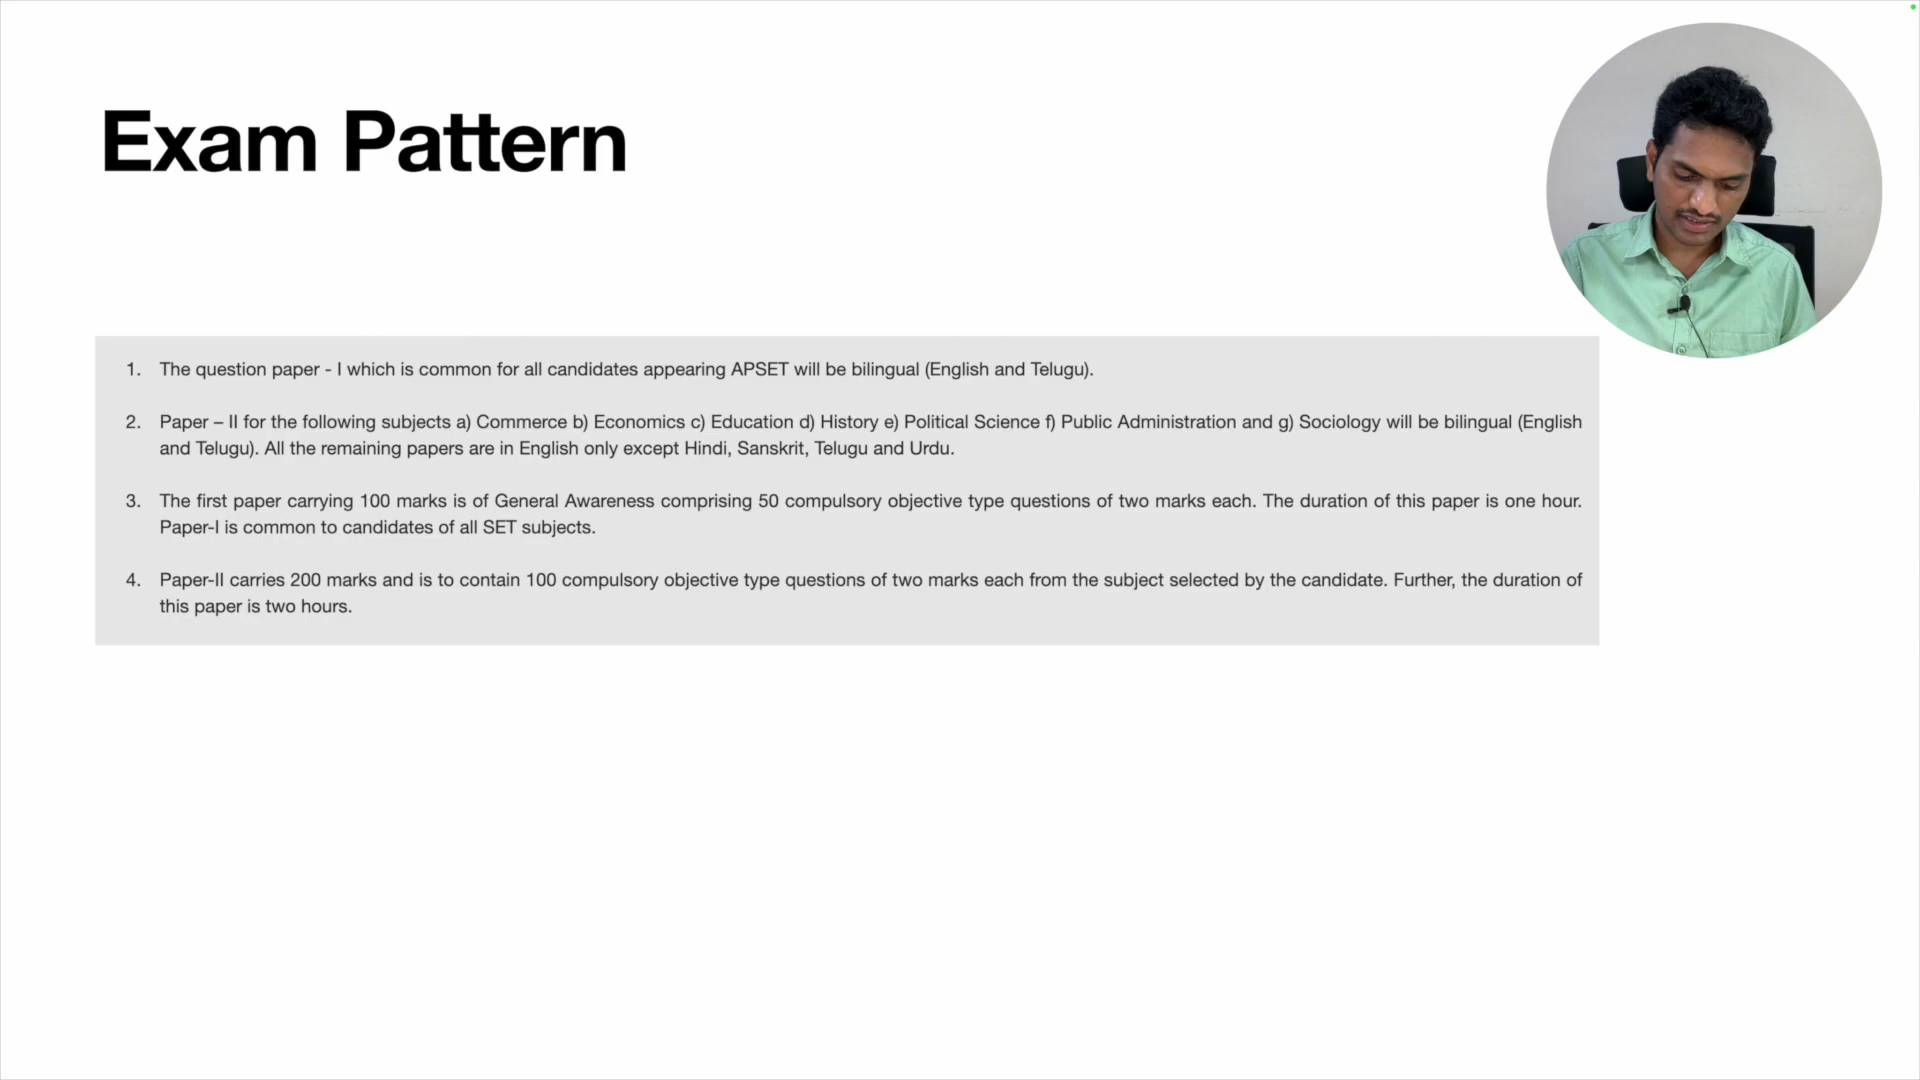 Exam Pattern
1. The question paper - I which is common for all candidates appearing APSET will be bilingual (English and Telugu).
2. Paper – II for the following subjects a) Commerce b) Economics c) Education d) History e) Political Science f) Public Administration and g) Sociology will be bilingual (English
and Telugu). All the remaining papers are in English only except Hindi, Sanskrit, Telugu and Urdu.
3. The first paper carrying 100 marks is of General Awareness comprising 50 compulsory objective type questions of two marks each. The duration of this paper is one hour.
Paper-I is common to candidates of all SET subjects.
4. Paper-II carries 200 marks and is to contain 100 compulsory objective type questions of two marks each from the subject selected by the candidate. Further, the duration of
this paper is two hours.